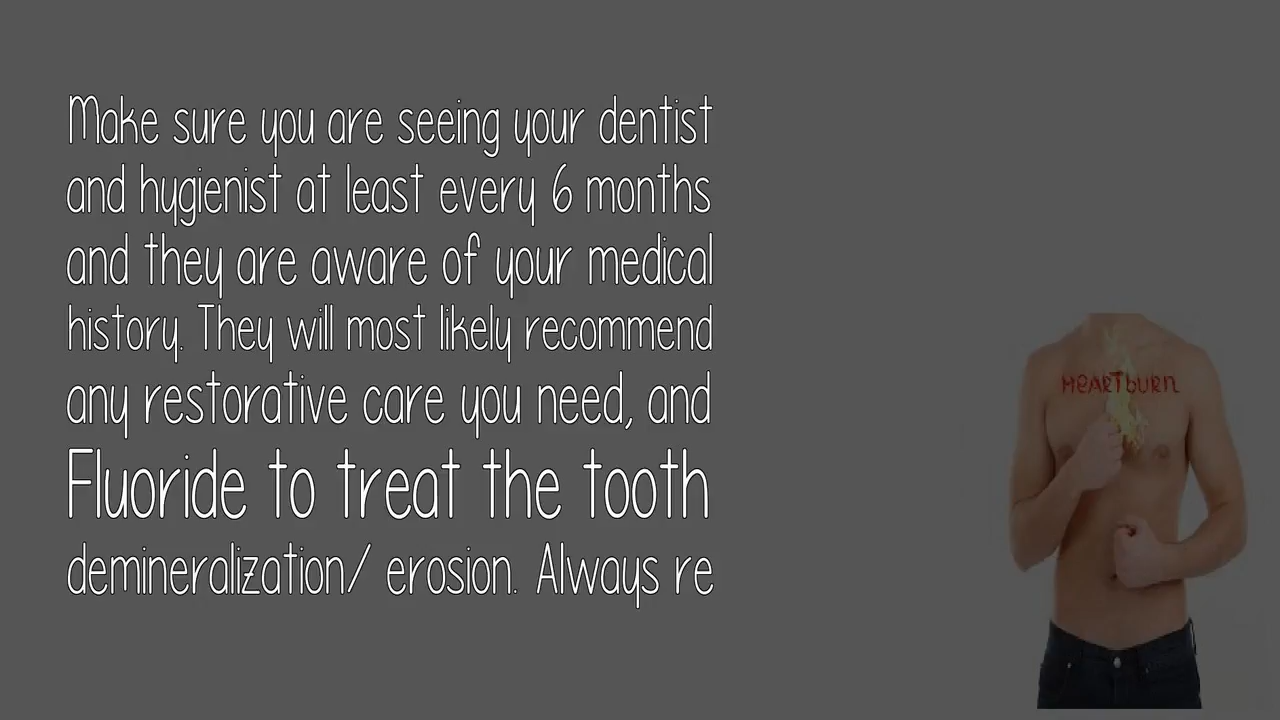 Make sure you are seeing your dentist
and hygienist at least every 6 months
and they are aware of your medical
history. They will most likely recommend
any restorative care you need, and
Fluoride to treat the tooth
demineralization/ erosion. Always re
HEARTBURN